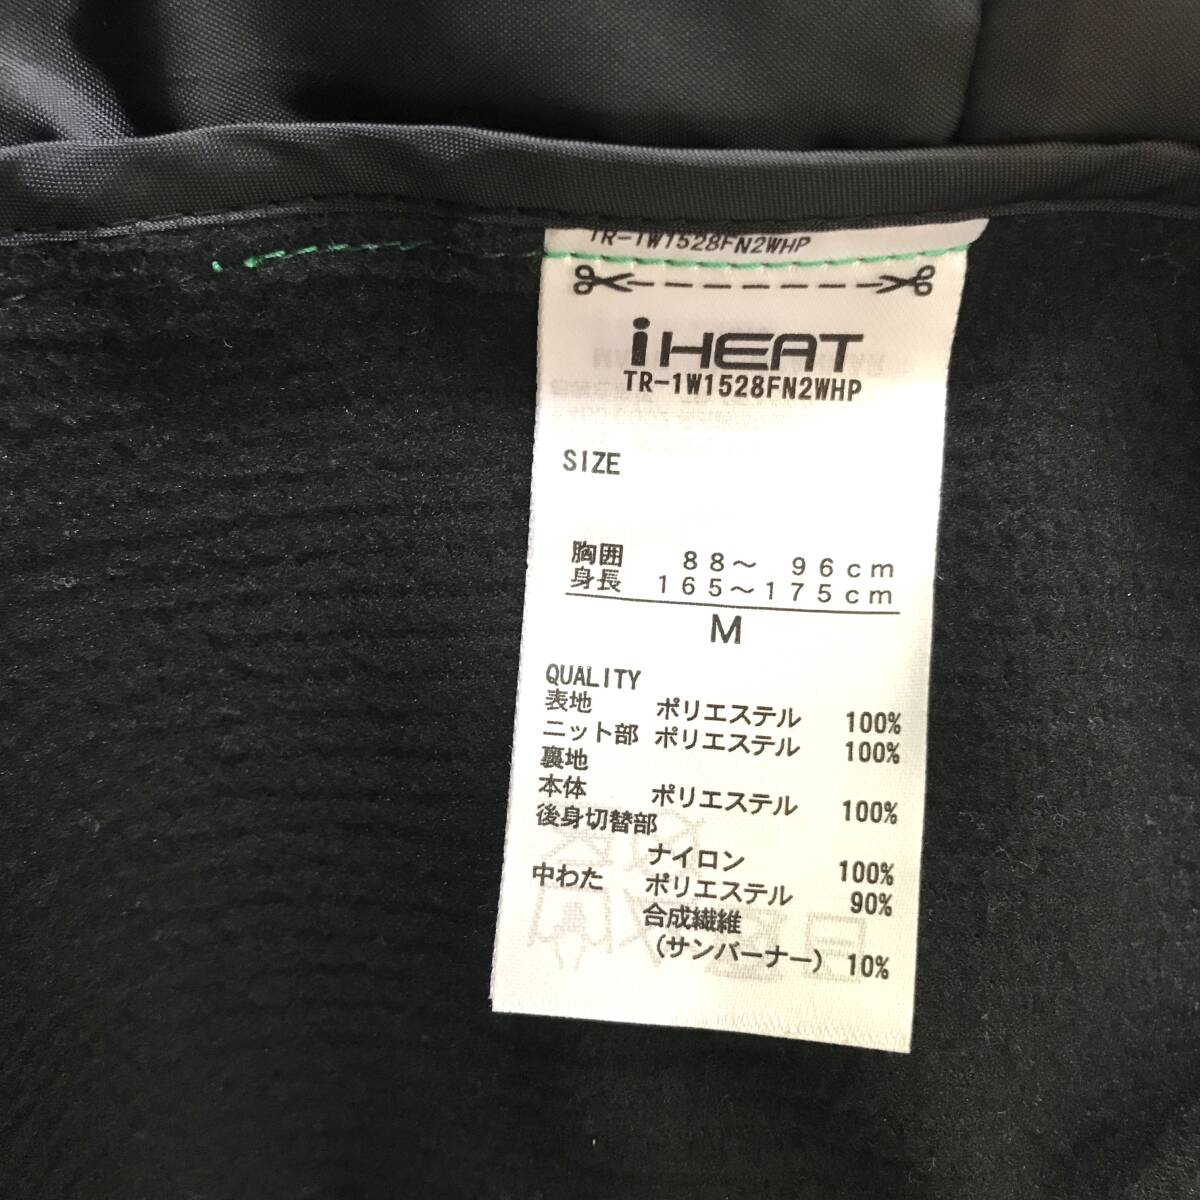 TR-1W1528FN2WHP
iHEAT
TR-1W1528FN2WHP
SIZE
胸囲 88～ 96cm
身長 165～175cm
M
QUALITY
表地 ポリエステル 100%
ニット部 ポリエステル 100%
裏地
本体 ポリエステル 100%
後身切替部
ナイロン 100%
中わた ポリエステル 90%
合成繊維
(サンバーナー) 10%